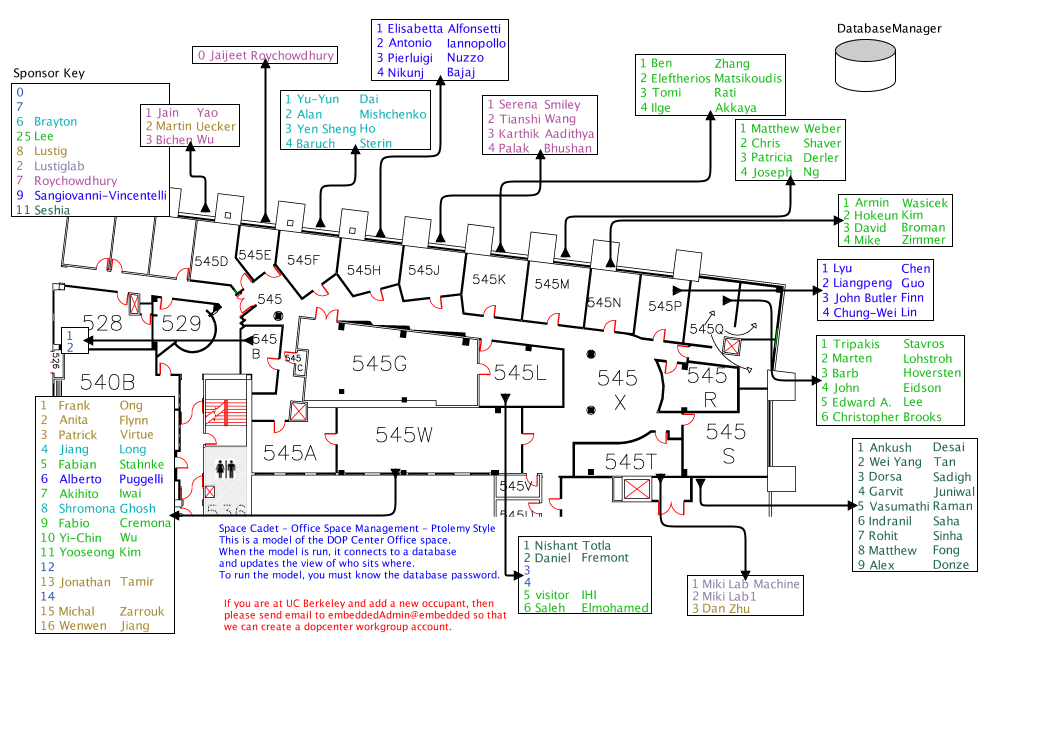 DatabaseManager
Sponsor Key
0
7
6 Brayton
25 Lee
8 Lustig
2 Lustiglab
7 Roychowdhury
9 Sangiovanni-Vincentelli
11 Seshia
0 Jaijeet Roychowdhury
1 Elisabetta Alfonsetti
2 Antonio Iannopollo
3 Pierluigi Nuzzo
4 Nikunj Bajaj
1 Jain Yao
2 Martin Uecker
3 Bichen Wu
1 Yu-Yun Dai
2 Alan Mishchenko
3 Yen Sheng Ho
4 Baruch Sterin
1 Serena Smiley
2 Tianshi Wang
3 Karthik Aadithya
4 Palak Bhushan
1 Ben Zhang
2 Eleftherios Matsikoudis
3 Tomi Rati
4 Ilge Akkaya
1 Matthew Weber
2 Chris Shaver
3 Patricia Derler
4 Joseph Ng
1 Armin Wasicek
2 Hokeun Kim
3 David Broman
4 Mike Zimmer
1 Lyu Chen
2 Liangpeng Guo
3 John Butler Finn
4 Chung-Wei Lin
1 Tripakis Stavros
2 Marten Lohstroh
3 Barb Hoversten
4 John Eidson
5 Edward A. Lee
6 Christopher Brooks
1 Ankush Desai
2 Wei Yang Tan
3 Dorsa Sadigh
4 Garvit Juniwal
5 Vasumathi Raman
6 Indranil Saha
7 Rohit Sinha
8 Matthew Fong
9 Alex Donze
545D
545E
545F
545H
545J
545K
545M
545N
545P
545Q
528
529
545
545
B
545
C
545G
545L
545
X
545
R
526
540B
1
2
545A
545W
545T
545
S
545V
1 Frank Ong
2 Anita Flynn
3 Patrick Virtue
4 Jiang Long
5 Fabian Stahnke
6 Alberto Puggelli
7 Akihito Iwai
8 Shromona Ghosh
9 Fabio Cremona
10 Yi-Chin Wu
11 Yooseong Kim
12
13 Jonathan Tamir
14
15 Michal Zarrouk
16 Wenwen Jiang
Space Cadet - Office Space Management - Ptolemy Style
This is a model of the DOP Center Office space.
When the model is run, it connects to a database
and updates the view of who sits where.
To run the model, you must know the database password.
If you are at UC Berkeley and add a new occupant, then
please send email to embeddedAdmin@embedded so that
we can create a dopcenter workgroup account.
1 Nishant Totla
2 Daniel Fremont
3
4
5 visitor IHI
6 Saleh Elmohamed
1 Miki Lab Machine
2 Miki Lab1
3 Dan Zhu